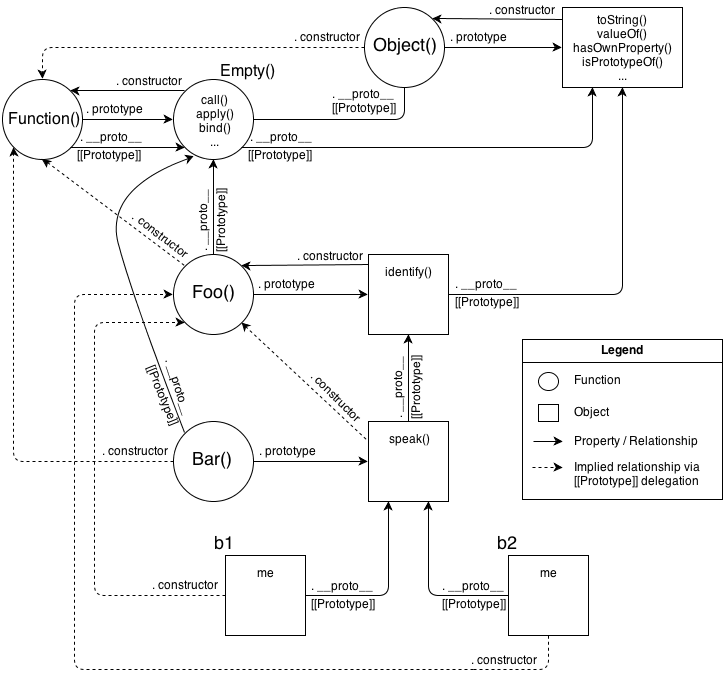 . constructor
toString()
valueOf()
hasOwnProperty()
isPrototypeOf()
...
. constructor
Object()
. prototype
Empty()
. constructor
call()
apply()
bind()
...
. __proto__
[[Prototype]]
Function()
. prototype
. __proto__
[[Prototype]]
. __proto__
[[Prototype]]
. constructor
. __proto__
[[Prototype]]
. constructor
identify()
Foo()
. prototype
. __proto__
[[Prototype]]
Legend
Function
Object
Property / Relationship
Implied relationship via
[[Prototype]] delegation
. __proto__
[[Prototype]]
. constructor
. __proto__
[[Prototype]]
speak()
. constructor
Bar()
. prototype
b1
b2
me
me
. constructor
. __proto__
[[Prototype]]
. __proto__
[[Prototype]]
. constructor